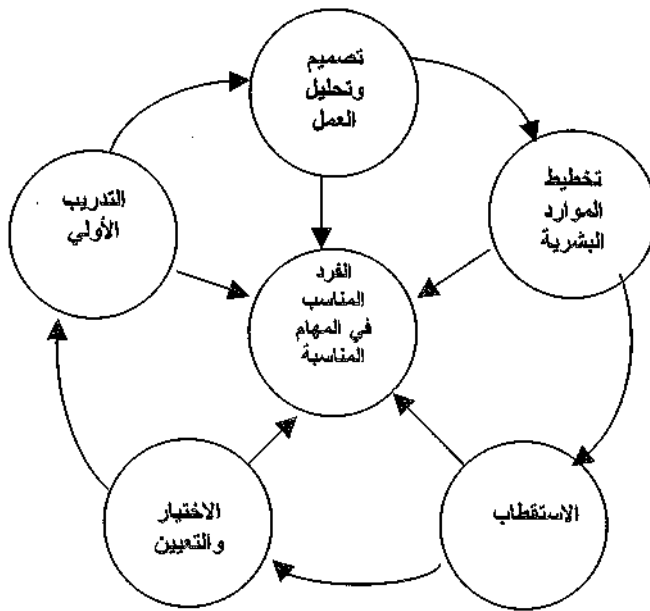 تصميم
وتحليل
العمل
تخطيط
الموارد
البشرية
التدريب
الأولي
الفرد
المناسب
في المهام
المناسبة
الاستقطاب
الاختيار
والتعيين